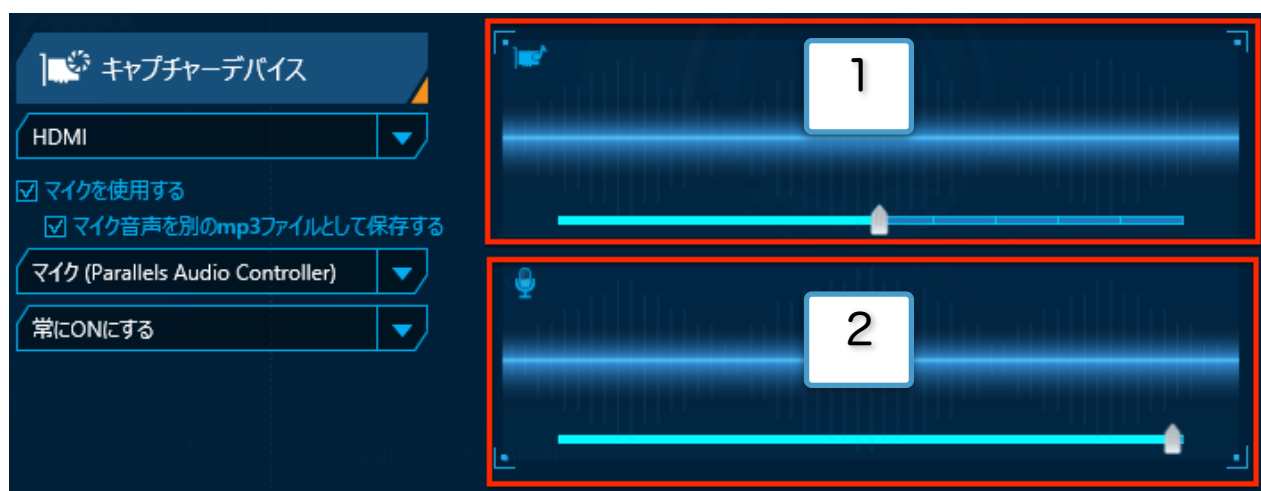 キャプチャーデバイス
HDMI
マイクを使用する
マイク音声を別のmp3ファイルとして保存する
マイク (Parallels Audio Controller)
常にONにする
1
2